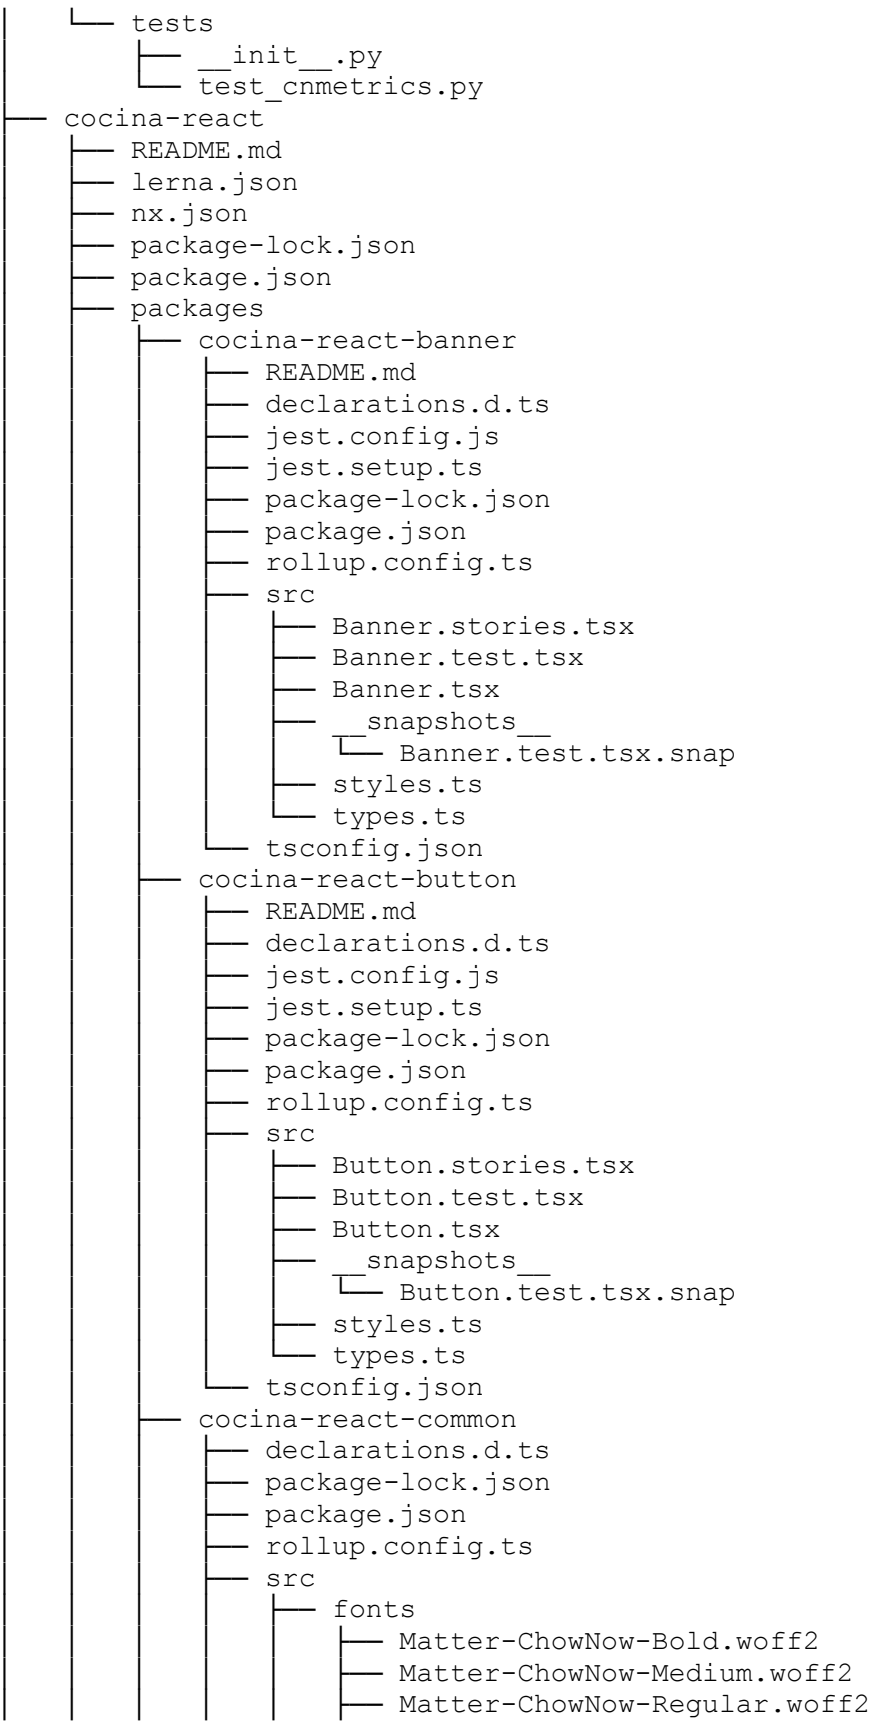 │   └── tests
│       ├── __init__.py
│       └── test_cnmetrics.py
├── cocina-react
│   ├── README.md
│   ├── lerna.json
│   ├── nx.json
│   ├── package-lock.json
│   ├── package.json
│   ├── packages
│   │   ├── cocina-react-banner
│   │   │   ├── README.md
│   │   │   ├── declarations.d.ts
│   │   │   ├── jest.config.js
│   │   │   ├── jest.setup.ts
│   │   │   ├── package-lock.json
│   │   │   ├── package.json
│   │   │   ├── rollup.config.ts
│   │   │   ├── src
│   │   │   │   ├── Banner.stories.tsx
│   │   │   │   ├── Banner.test.tsx
│   │   │   │   ├── Banner.tsx
│   │   │   │   ├── __snapshots__
│   │   │   │   │   └── Banner.test.tsx.snap
│   │   │   │   ├── styles.ts
│   │   │   │   └── types.ts
│   │   │   └── tsconfig.json
│   │   ├── cocina-react-button
│   │   │   ├── README.md
│   │   │   ├── declarations.d.ts
│   │   │   ├── jest.config.js
│   │   │   ├── jest.setup.ts
│   │   │   ├── package-lock.json
│   │   │   ├── package.json
│   │   │   ├── rollup.config.ts
│   │   │   ├── src
│   │   │   │   ├── Button.stories.tsx
│   │   │   │   ├── Button.test.tsx
│   │   │   │   ├── Button.tsx
│   │   │   │   ├── __snapshots__
│   │   │   │   │   └── Button.test.tsx.snap
│   │   │   │   ├── styles.ts
│   │   │   │   └── types.ts
│   │   │   └── tsconfig.json
│   │   ├── cocina-react-common
│   │   │   ├── declarations.d.ts
│   │   │   ├── package-lock.json
│   │   │   ├── package.json
│   │   │   ├── rollup.config.ts
│   │   │   ├── src
│   │   │   │   ├── fonts
│   │   │   │   │   ├── Matter-ChowNow-Bold.woff2
│   │   │   │   │   ├── Matter-ChowNow-Medium.woff2
│   │   │   │   │   ├── Matter-ChowNow-Regular.woff2